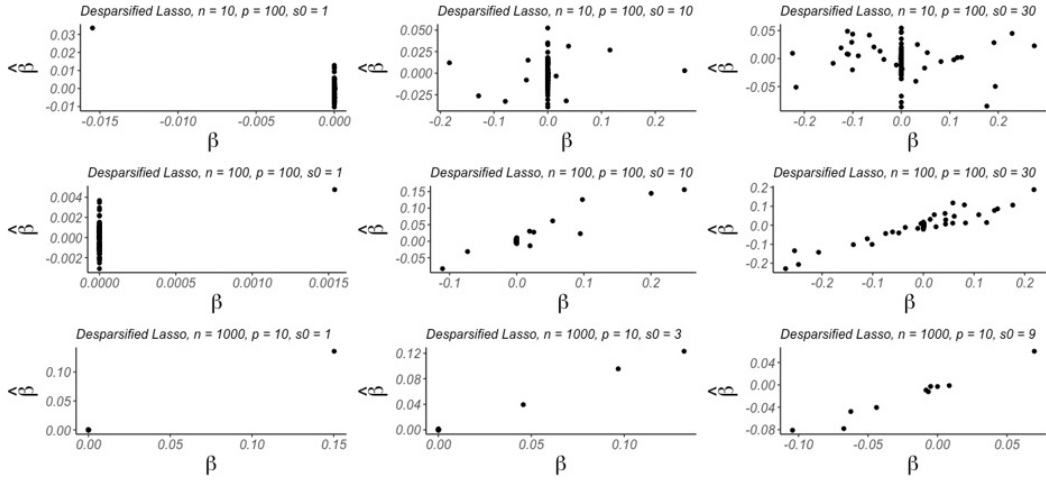 Desparsified Lasso, n = 10, p = 100, s0 = 1
0.03
0.02
0.01
0.00
-0.01
β̂
-0.015
-0.010
-0.005
0.000
β
Desparsified Lasso, n = 10, p = 100, s0 = 10
0.050
0.025
0.000
-0.025
β̂
-0.2
-0.1
0.0
0.1
0.2
β
Desparsified Lasso, n = 10, p = 100, s0 = 30
0.05
0.00
-0.05
β̂
-0.2
-0.1
0.0
0.1
0.2
β
Desparsified Lasso, n = 100, p = 100, s0 = 1
0.004
0.002
0.000
-0.002
β̂
0.0000
0.0005
0.0010
0.0015
β
Desparsified Lasso, n = 100, p = 100, s0 = 10
0.15
0.10
0.05
0.00
-0.05
β̂
-0.1
0.0
0.1
0.2
β
Desparsified Lasso, n = 100, p = 100, s0 = 30
0.2
0.1
0.0
-0.1
-0.2
β̂
-0.2
-0.1
0.0
0.1
0.2
β
Desparsified Lasso, n = 1000, p = 10, s0 = 1
0.10
0.05
0.00
β̂
0.00
0.05
0.10
0.15
β
Desparsified Lasso, n = 1000, p = 10, s0 = 3
0.12
0.08
0.04
0.00
β̂
0.00
0.05
0.10
β
Desparsified Lasso, n = 1000, p = 10, s0 = 9
0.04
0.00
-0.04
-0.08
β̂
-0.10
-0.05
0.00
0.05
β